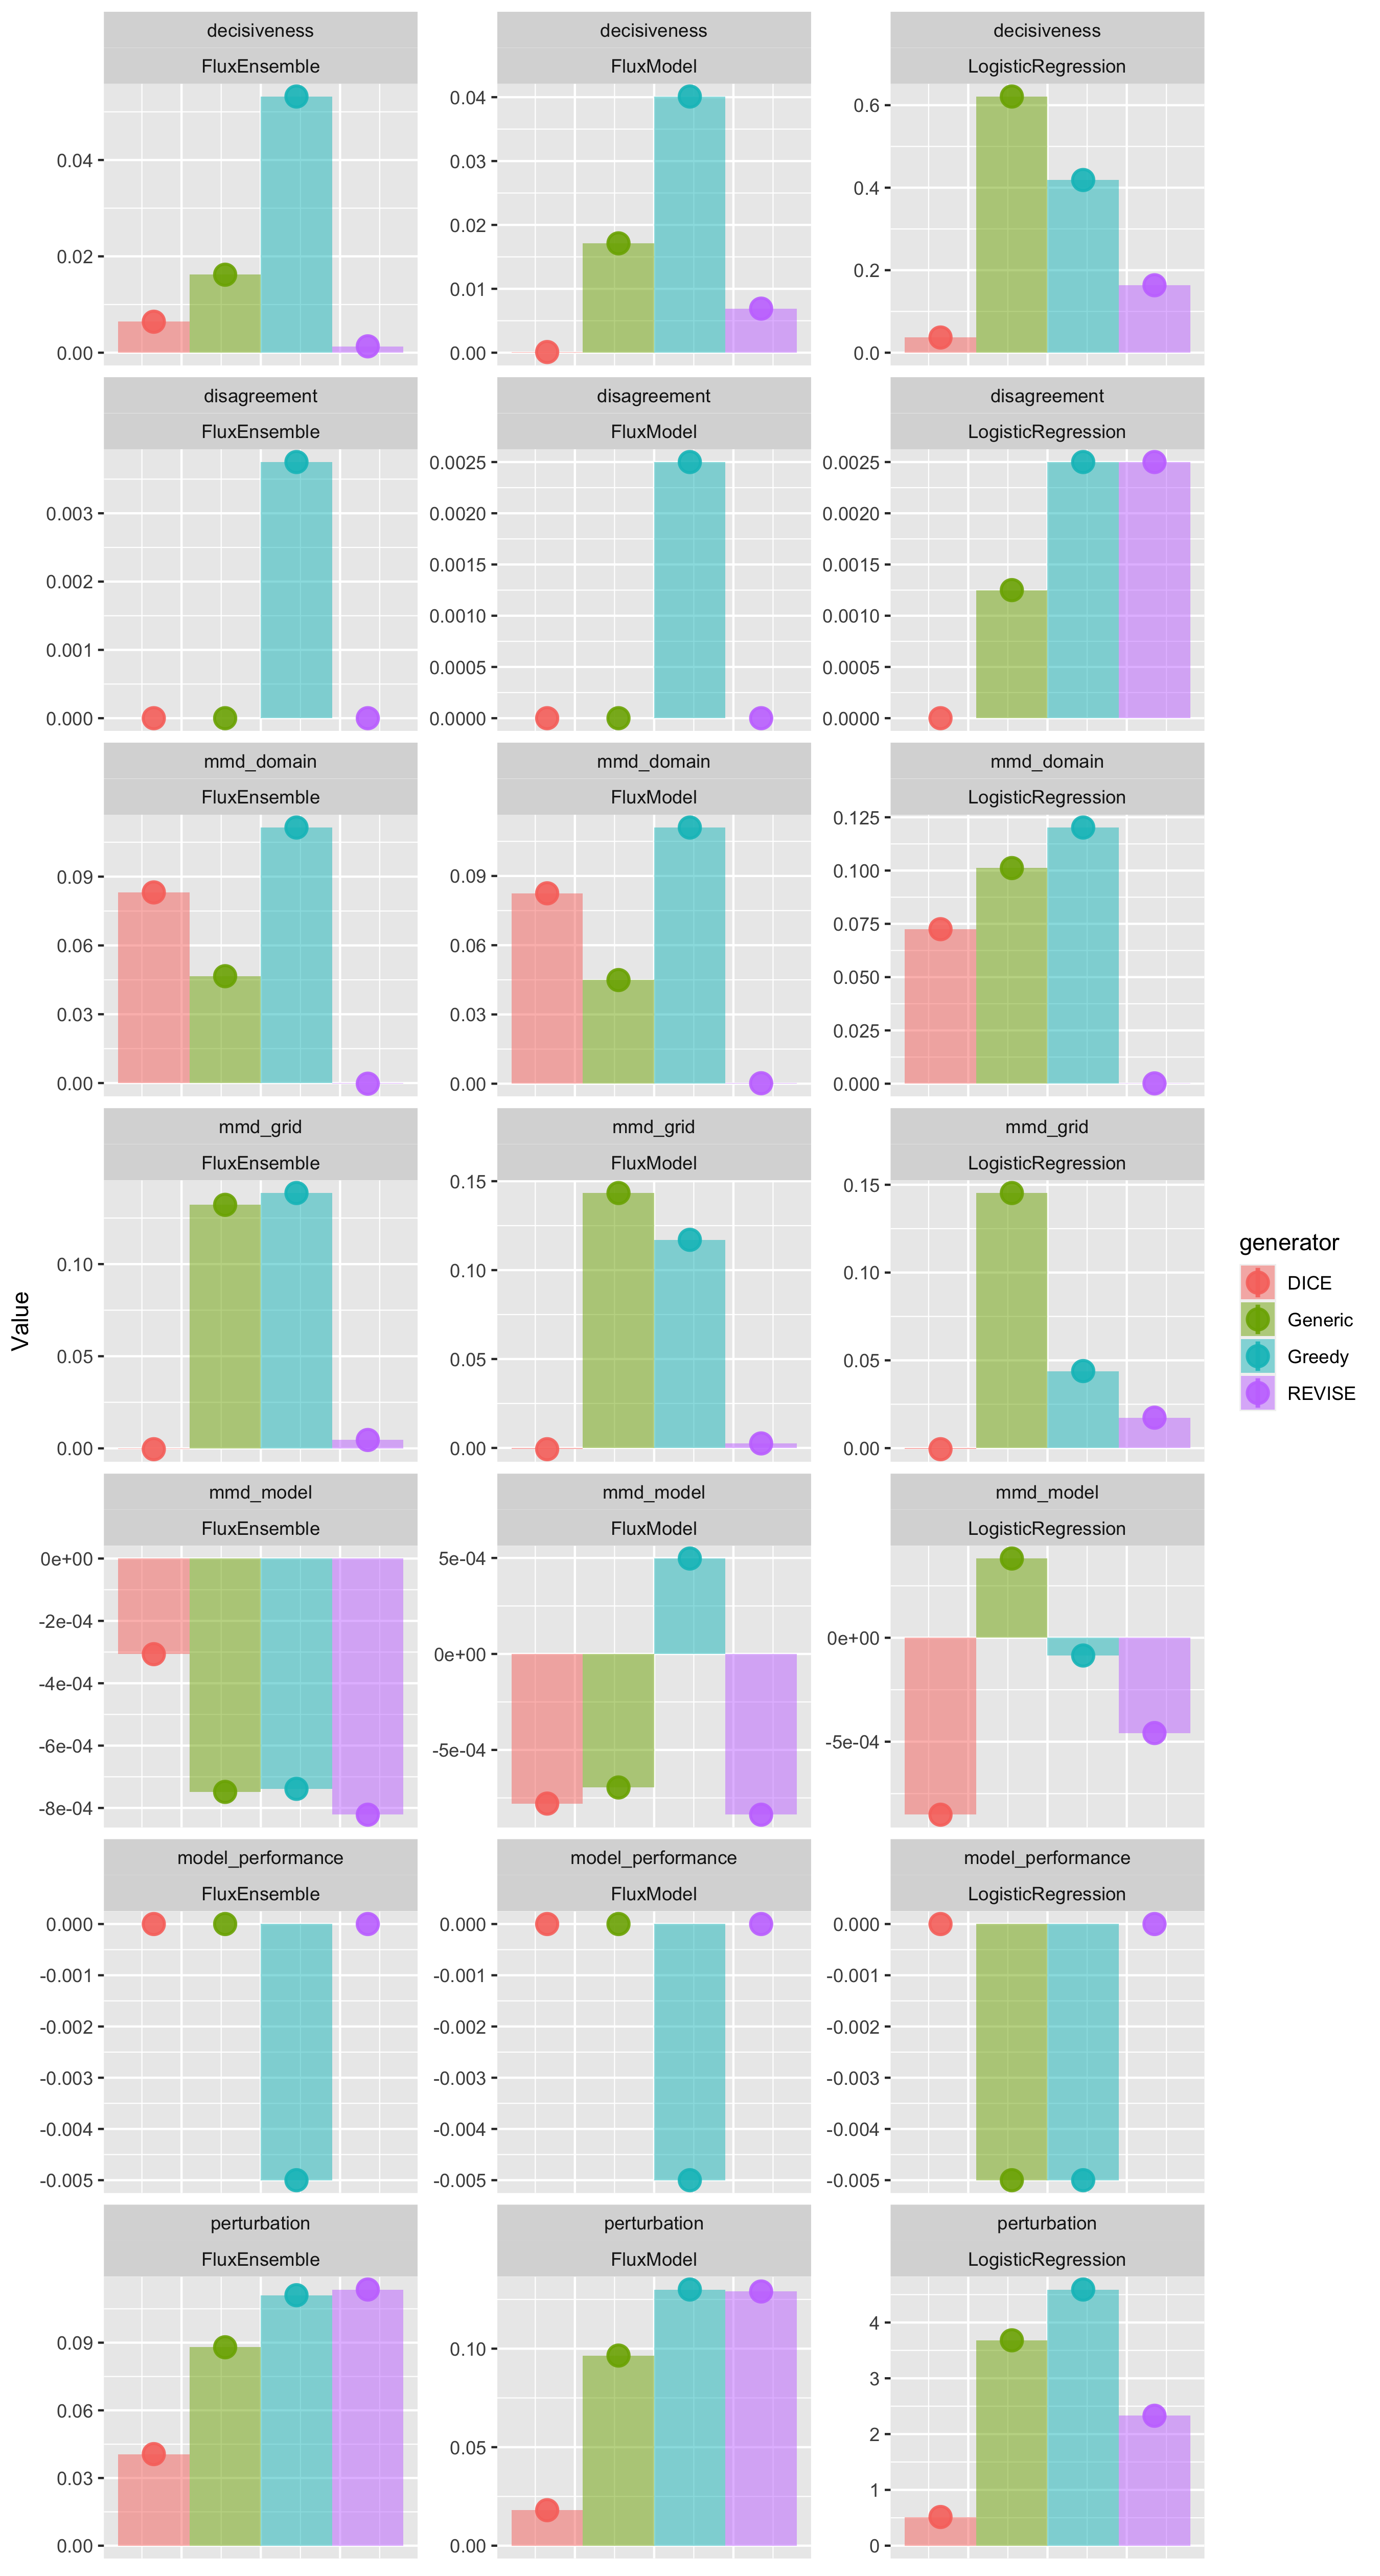 decisiveness decisiveness decisiveness
FluxEnsemble FluxModel LogisticRegression
0.04
0.02
0.00
0.04
0.03
0.02
0.01
0.00
0.6
0.4
0.2
0.0
disagreement disagreement disagreement
FluxEnsemble FluxModel LogisticRegression
0.003
0.002
0.001
0.000
0.0025
0.0020
0.0015
0.0010
0.0005
0.0000
0.0025
0.0020
0.0015
0.0010
0.0005
0.0000
mmd_domain mmd_domain mmd_domain
FluxEnsemble FluxModel LogisticRegression
0.09
0.06
0.03
0.00
0.09
0.06
0.03
0.00
0.125
0.100
0.075
0.050
0.025
0.000
mmd_grid mmd_grid mmd_grid
FluxEnsemble FluxModel LogisticRegression
0.10
0.05
0.00
0.15
0.10
0.05
0.00
0.15
0.10
0.05
0.00
mmd_model mmd_model mmd_model
FluxEnsemble FluxModel LogisticRegression
0e+00
-2e-04
-4e-04
-6e-04
-8e-04
5e-04
0e+00
-5e-04
0e+00
-5e-04
model_performance model_performance model_performance
FluxEnsemble FluxModel LogisticRegression
0.000
-0.001
-0.002
-0.003
-0.004
-0.005
0.000
-0.001
-0.002
-0.003
-0.004
-0.005
0.000
-0.001
-0.002
-0.003
-0.004
-0.005
perturbation perturbation perturbation
FluxEnsemble FluxModel LogisticRegression
0.09
0.06
0.03
0.00
0.10
0.05
0.00
4
3
2
1
0
Value
generator
DICE
Generic
Greedy
REVISE